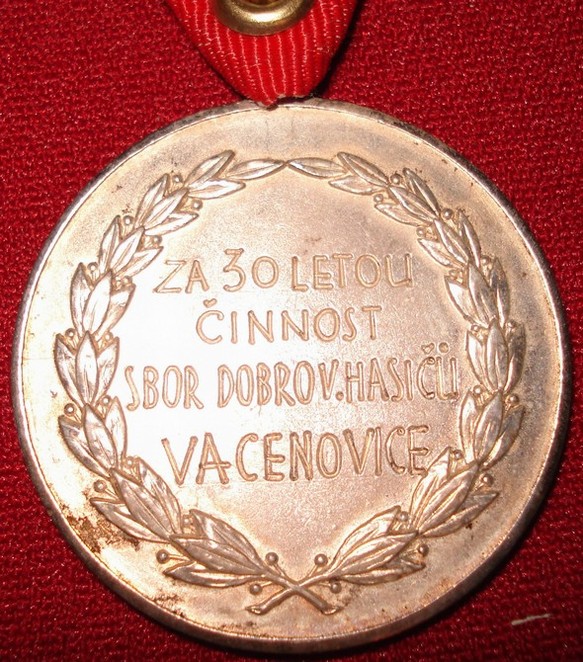 ZA 30 LETOU
ČINNOST
SBOR DOBROV. HASIČŮ
VACENOVICE